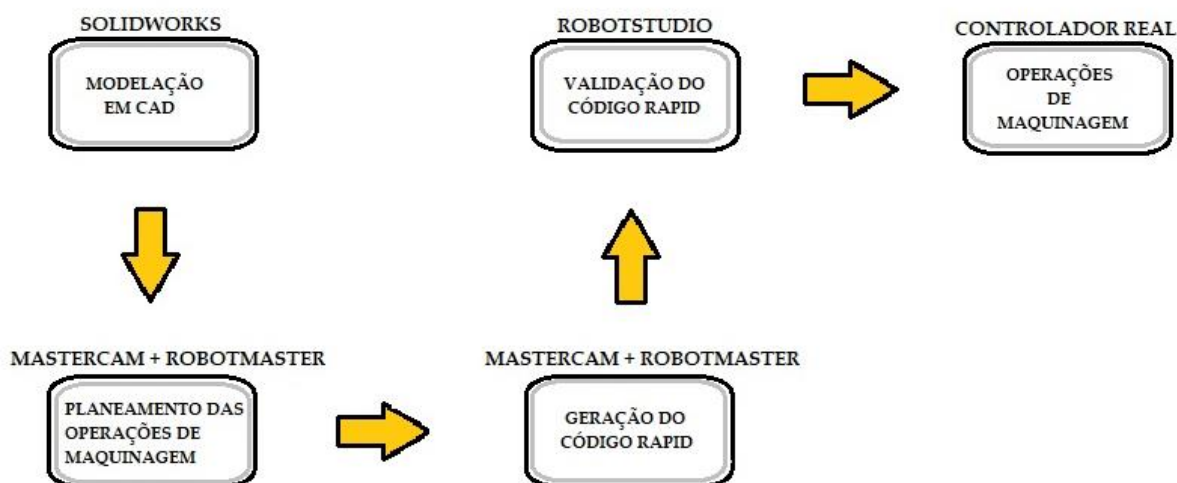 SOLIDWORKS
MODELAÇÃO
EM CAD
MASTERCAM + ROBOTMASTER
PLANEAMENTO DAS
OPERAÇÕES DE
MAQUINAGEM
MASTERCAM + ROBOTMASTER
GERAÇÃO DO
CÓDIGO RAPID
ROBOTSTUDIO
VALIDAÇÃO DO
CÓDIGO RAPID
CONTROLADOR REAL
OPERAÇÕES
DE
MAQUINAGEM